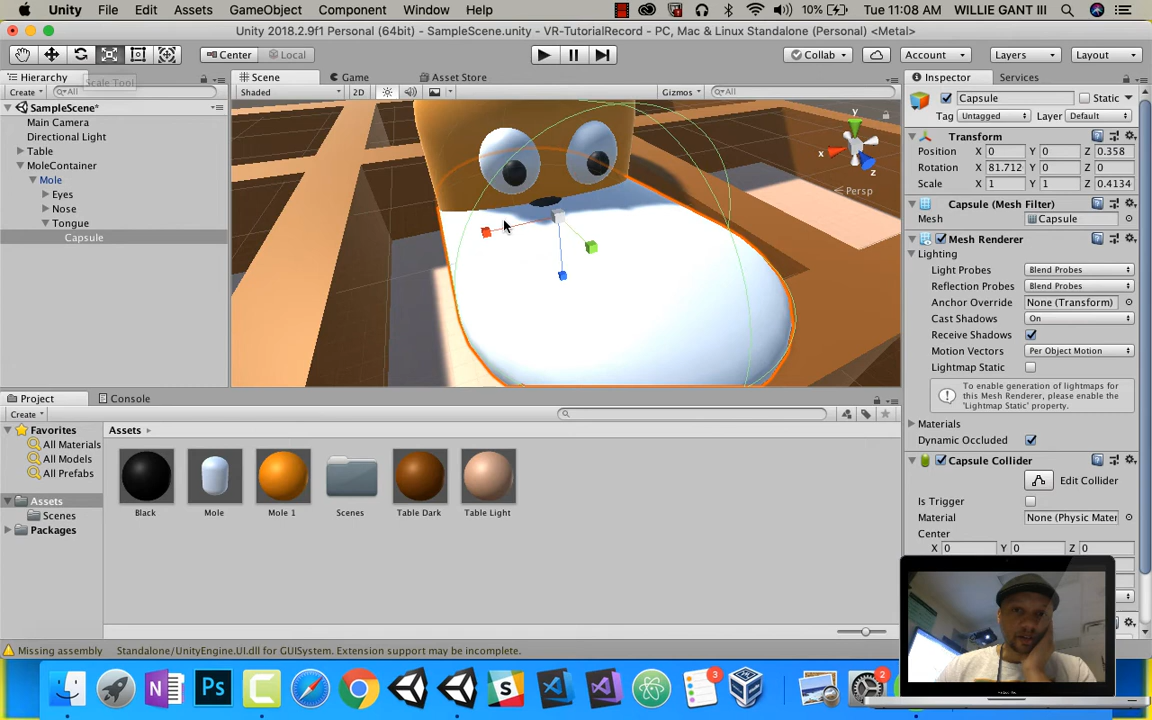 Unity File Edit Assets GameObject Component Window Help 10% Tue 11:08 AM WILLIE GANT III
Unity 2018.2.9f1 Personal (64bit) - SampleScene.unity - VR-TutorialRecord - PC, Mac & Linux Standalone (Personal) <Metal>
Center Local Collab Account Layers Layout
Hierarchy Scene Game Asset Store Inspector Services
Create All Scale Tool Shaded 2D Gizmos All
Capsule Static
Tag Untagged Layer Default
SampleScene*
Main Camera
Directional Light
Table
MoleContainer
Mole
Eyes
Nose
Tongue
Capsule
y
x
z
Persp
Transform
Position X 0 Y 0 Z 0.358
Rotation X 81.712 Y 0 Z 0
Scale X 1 Y 1 Z 0.4134
Capsule (Mesh Filter)
Mesh Capsule
Mesh Renderer
Lighting
Light Probes Blend Probes
Reflection Probes Blend Probes
Anchor Override None (Transform)
Cast Shadows On
Receive Shadows
Motion Vectors Per Object Motion
Lightmap Static
To enable generation of lightmaps for
this Mesh Renderer, please enable the
'Lightmap Static' property.
Materials
Dynamic Occluded
Capsule Collider
Edit Collider
Is Trigger
Material None (Physic Mater
Center
X 0 Y 0 Z 0
Project Console
Create
Favorites
All Materials
All Models
All Prefabs
Assets
Scenes
Packages
Assets
Black Mole Mole 1 Scenes Table Dark Table Light
Missing assembly Standalone/UnityEngine.UI.dll for GUISystem. Extension support may be incomplete.
N Ps C S 3 2